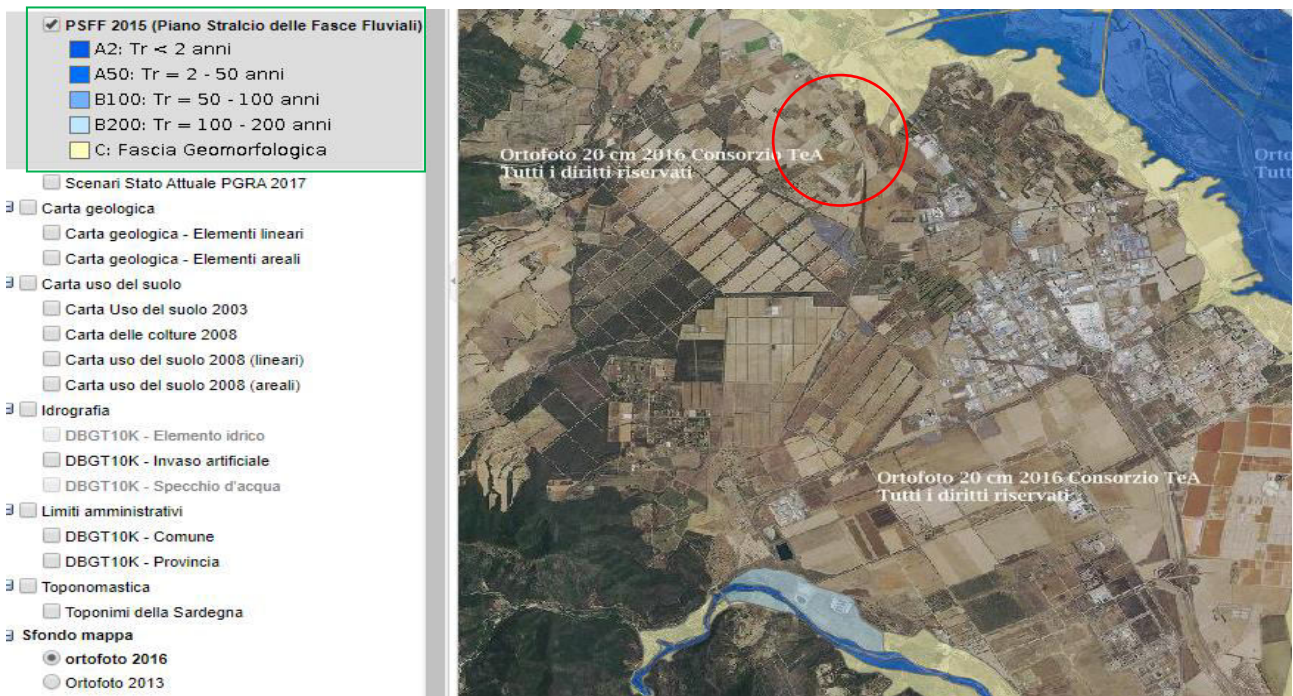 PSFF 2015 (Piano Stralcio delle Fasce Fluviali)
A2: Tr < 2 anni
A50: Tr = 2 - 50 anni
B100: Tr = 50 - 100 anni
B200: Tr = 100 - 200 anni
C: Fascia Geomorfologica
Scenari Stato Attuale PGRA 2017
Carta geologica
Carta geologica - Elementi lineari
Carta geologica - Elementi areali
Carta uso del suolo
Carta Uso del suolo 2003
Carta delle colture 2008
Carta uso del suolo 2008 (lineari)
Carta uso del suolo 2008 (areali)
Idrografia
DBGT10K - Elemento idrico
DBGT10K - Invaso artificiale
DBGT10K - Specchio d'acqua
Limiti amministrativi
DBGT10K - Comune
DBGT10K - Provincia
Toponomastica
Toponimi della Sardegna
Sfondo mappa
ortofoto 2016
Ortofoto 2013
Ortofoto 20 cm 2016 Consorzio TeA
Tutti i diritti riservati
Orto
Tutt
Ortofoto 20 cm 2016 Consorzio TeA
Tutti i diritti riservati